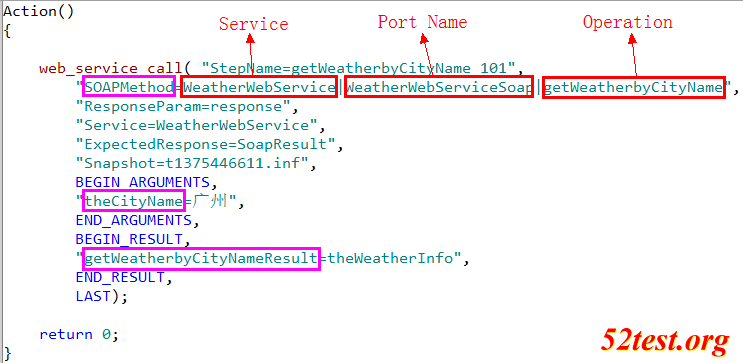 Action()
{
Service Port Name Operation
web_service_call( "StepName=getWeatherbyCityName_101",
"SOAPMethod=WeatherWebService|WeatherWebServiceSoap|getWeatherbyCityName",
"ResponseParam=response",
"Service=WeatherWebService",
"ExpectedResponse=SoapResult",
"Snapshot=t1375446611.inf",
BEGIN_ARGUMENTS,
"theCityName=广州",
END_ARGUMENTS,
BEGIN_RESULT,
"getWeatherbyCityNameResult=theWeatherInfo",
END_RESULT,
LAST);
return 0;
}
52test.org